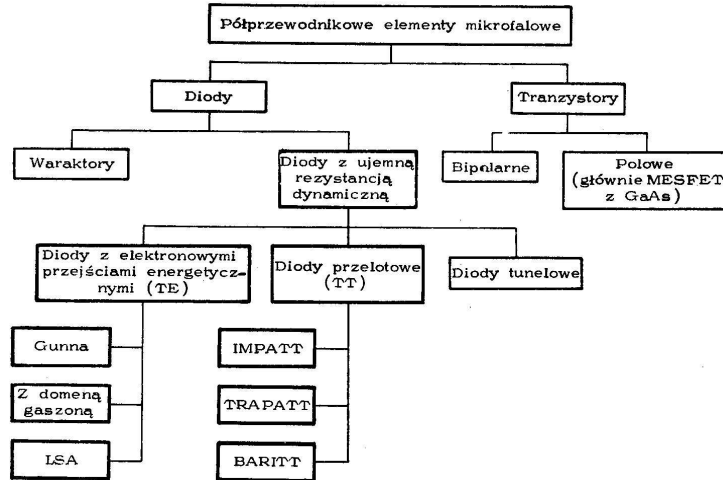 Półprzewodnikowe elementy mikrofalowe
Diody
Tranzystory
Waraktory
Diody z ujemną
rezystancją
dynamiczną
Bipolarne
Polowe
(głównie MESFET
z GaAs)
Diody z elektronowymi
przejściami energetycz-
nymi (TE)
Diody przelotowe
(TT)
Diody tunelowe
Gunna
IMPATT
Z domeną
gaszoną
TRAPATT
LSA
BARITT